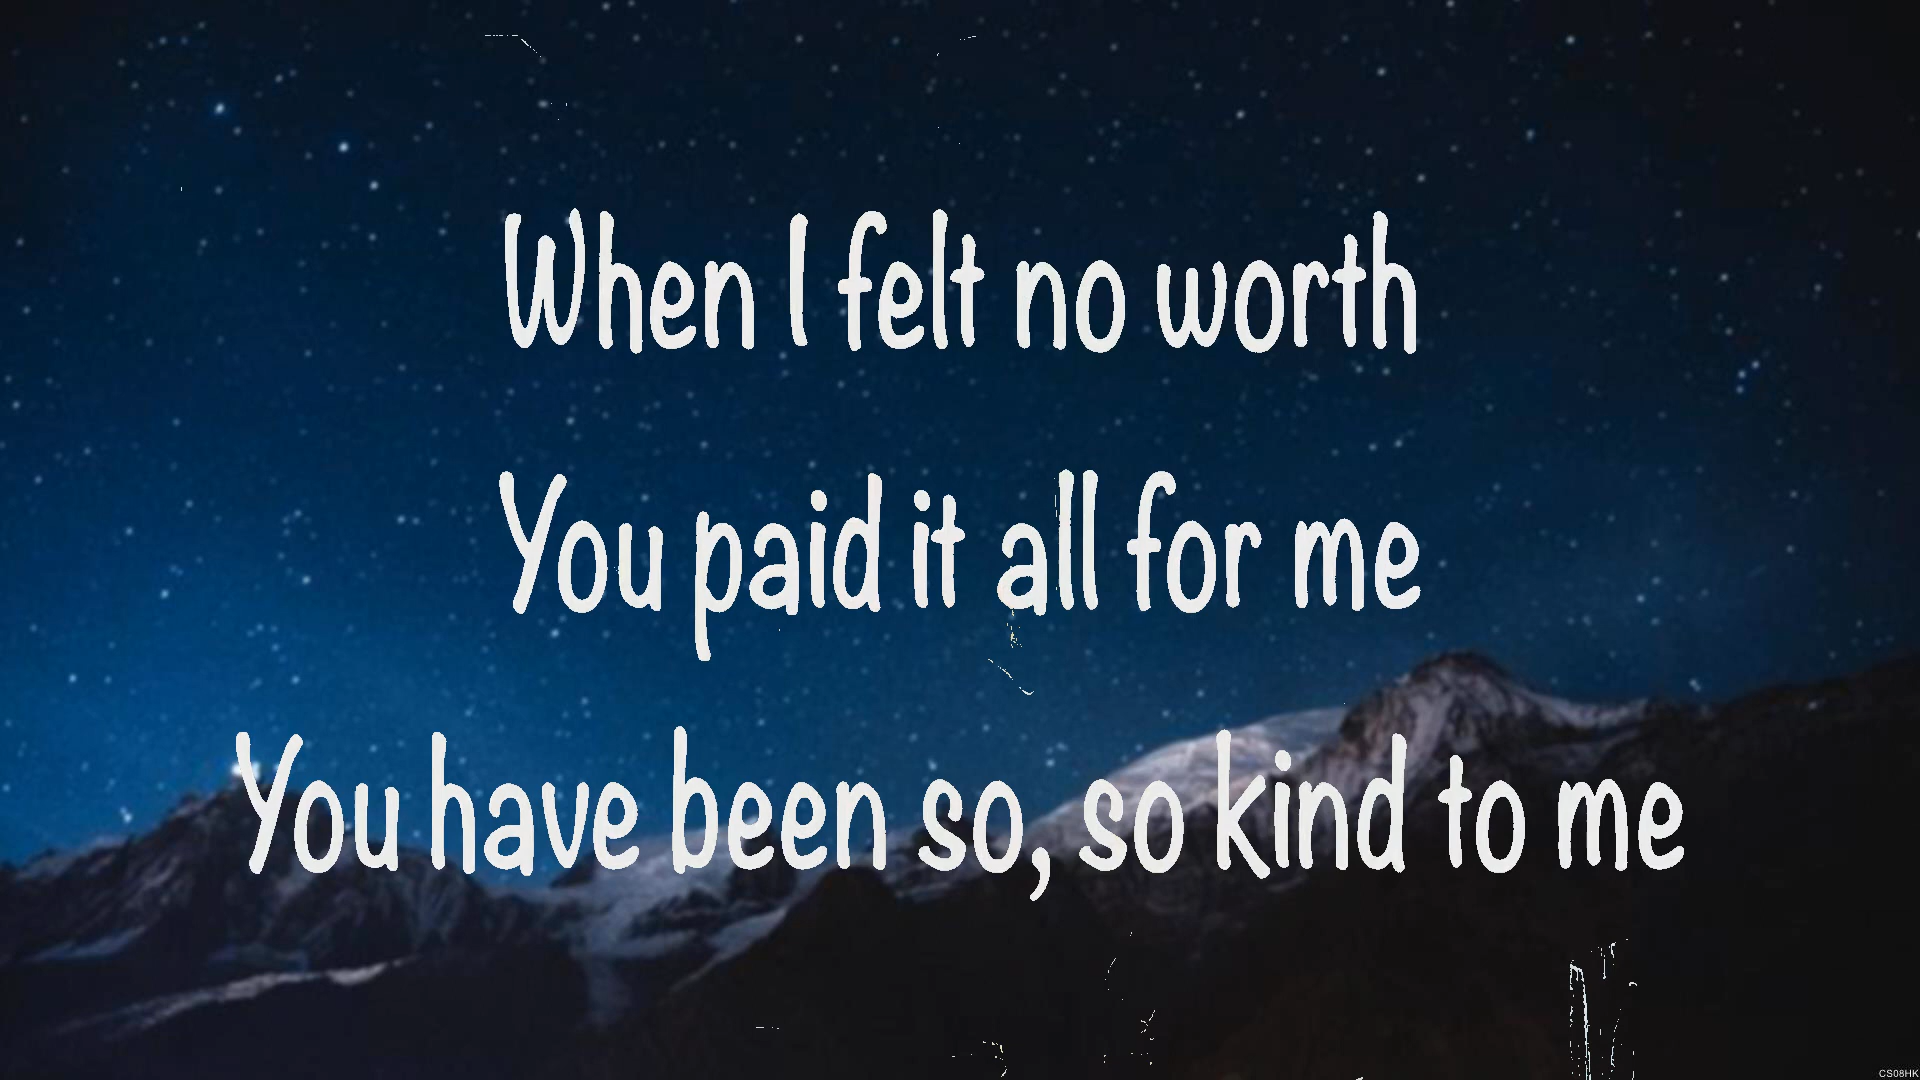 When I felt no worth
You paid it all for me
You have been so, so kind to me
CS08HK